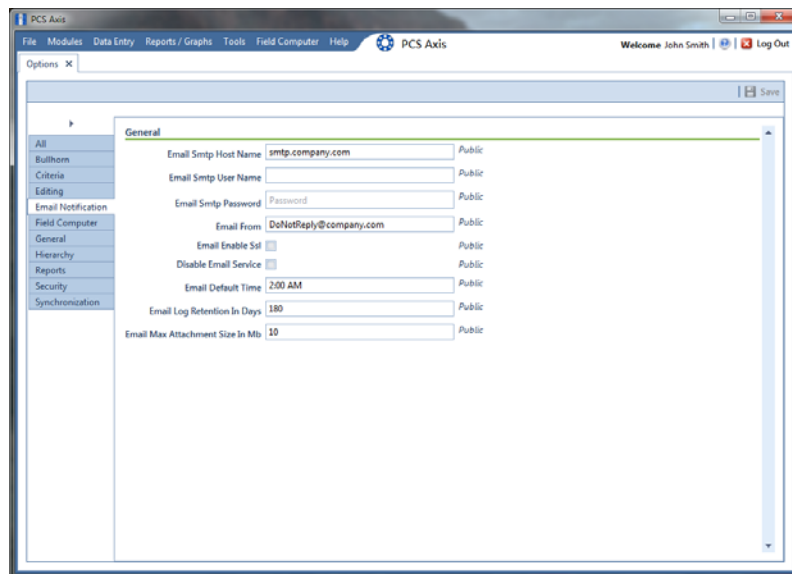 PCS Axis
File Modules Data Entry Reports / Graphs Tools Field Computer Help PCS Axis Welcome John Smith Log Out
Options
Save
All
Bullhorn
Criteria
Editing
Email Notification
Field Computer
General
Hierarchy
Reports
Security
Synchronization
General
Email Smtp Host Name smtp.company.com Public
Email Smtp User Name Public
Email Smtp Password Password Public
Email From DoNotReply@company.com Public
Email Enable Ssl Public
Disable Email Service Public
Email Default Time 2:00 AM Public
Email Log Retention In Days 180 Public
Email Max Attachment Size In Mb 10 Public